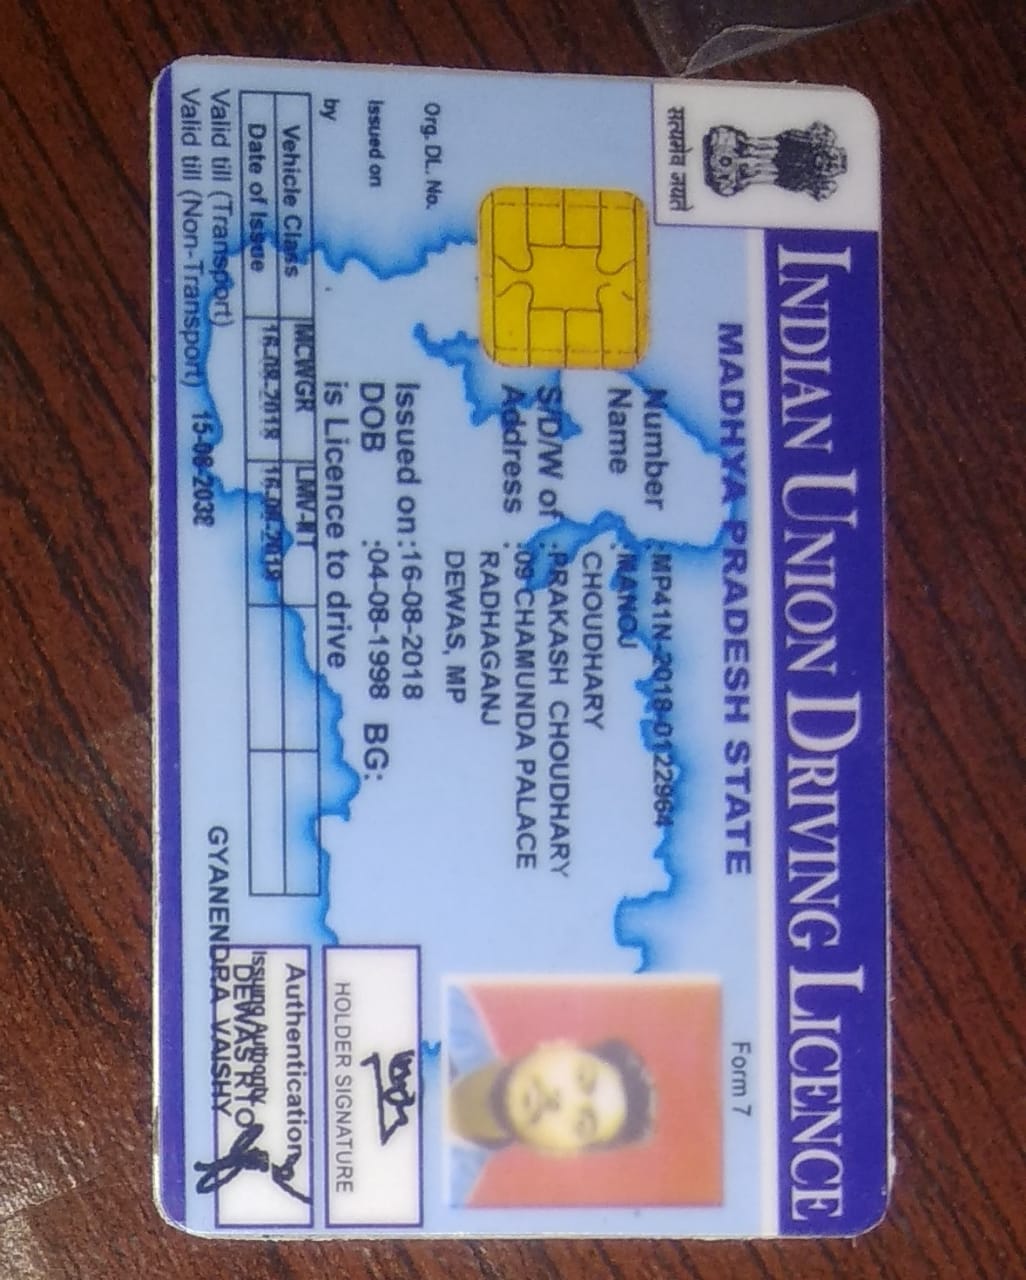 सत्यमेव जयते
INDIAN UNION DRIVING LICENCE
MADHYA PRADESH STATE
Form 7
Number :MP41N-2018-0122964
Name :MANOJ
CHOUDHARY
S/D/W of :PRAKASH CHOUDHARY
Address :09 CHAMUNDA PALACE
RADHAGANJ
DEWAS, MP
Org. DL. No.
Issued on Issued on :16-08-2018
DOB :04-08-1998 BG:
by is Licence to drive
HOLDER SIGNATURE
Vehicle Class MCWGR LMV-NT
Date of Issue 16-08-2018 16-08-2018
Valid till (Transport)
Valid till (Non-Transport) 15-08-2038
Authentication
Issuing Authority
DEWAS RTO
GYANENDRA VAISHY